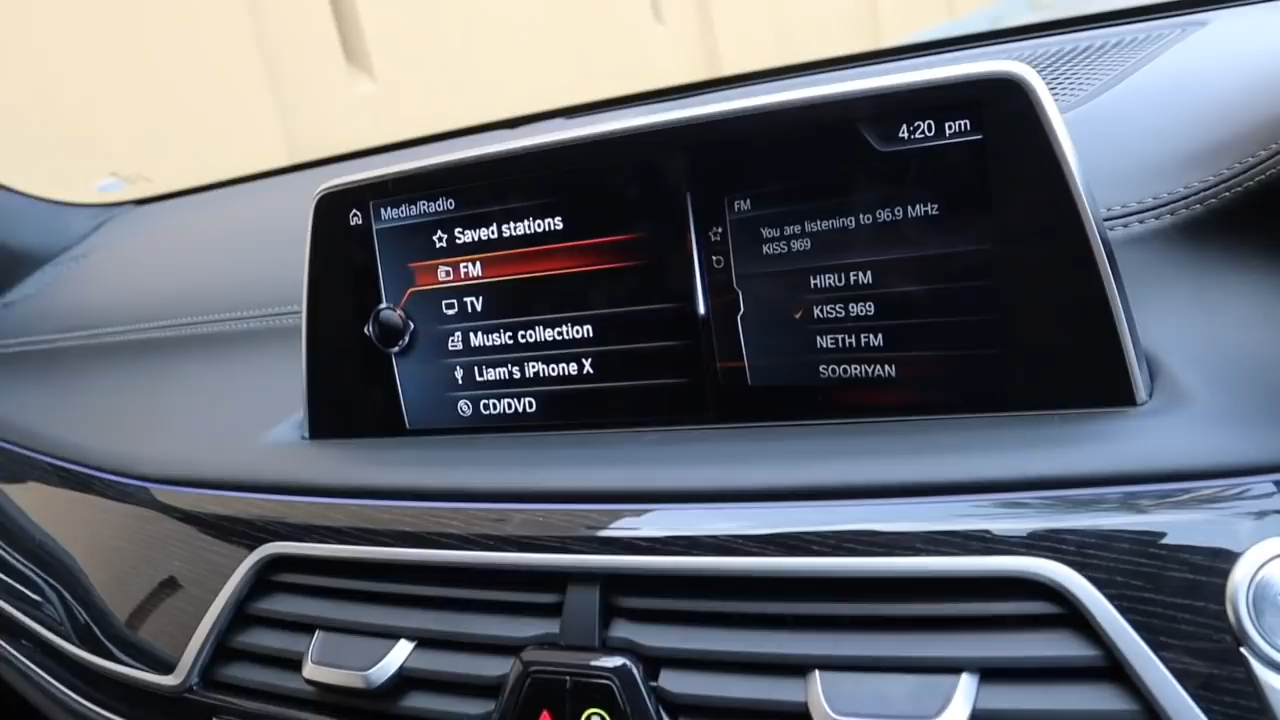 4:20 pm
Media/Radio
Saved stations
FM
TV
Music collection
Liam's iPhone X
CD/DVD
FM
You are listening to 96.9 MHz
KISS 969
HIRU FM
KISS 969
NETH FM
SOORIYAN